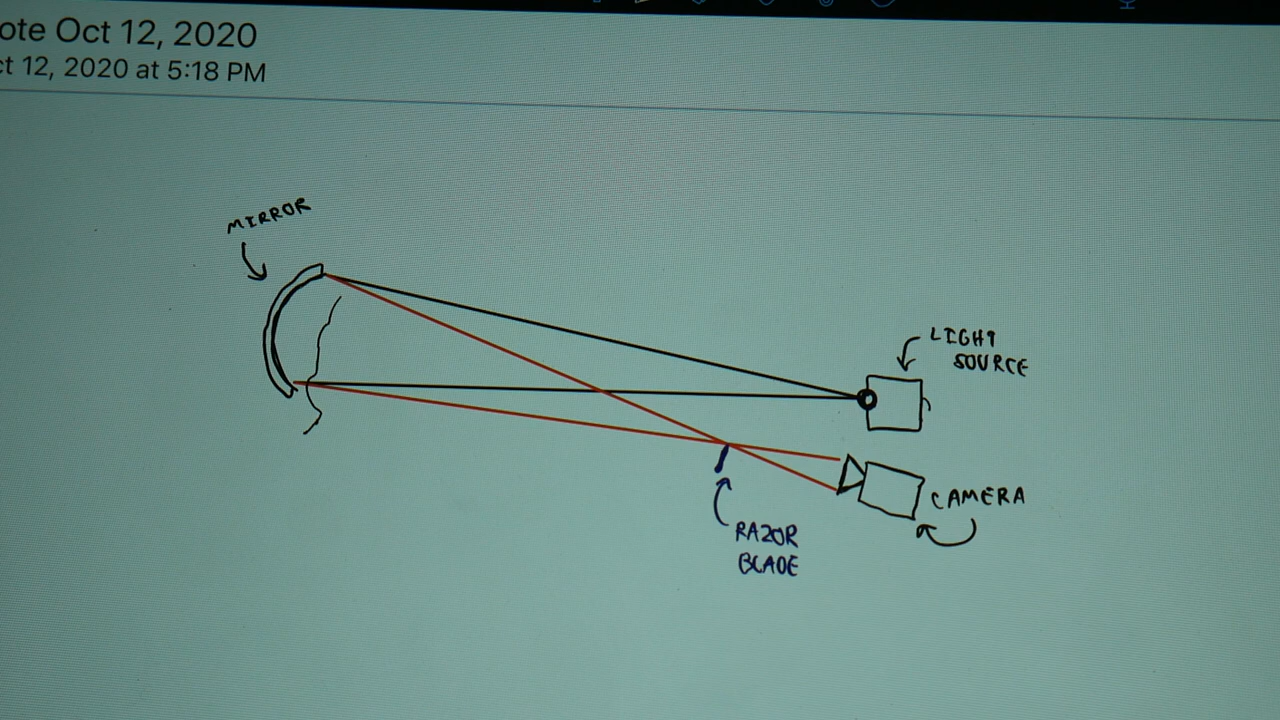 ote Oct 12, 2020
ct 12, 2020 at 5:18 PM
MIRROR
LIGHT
SOURCE
CAMERA
RAZOR
BLADE